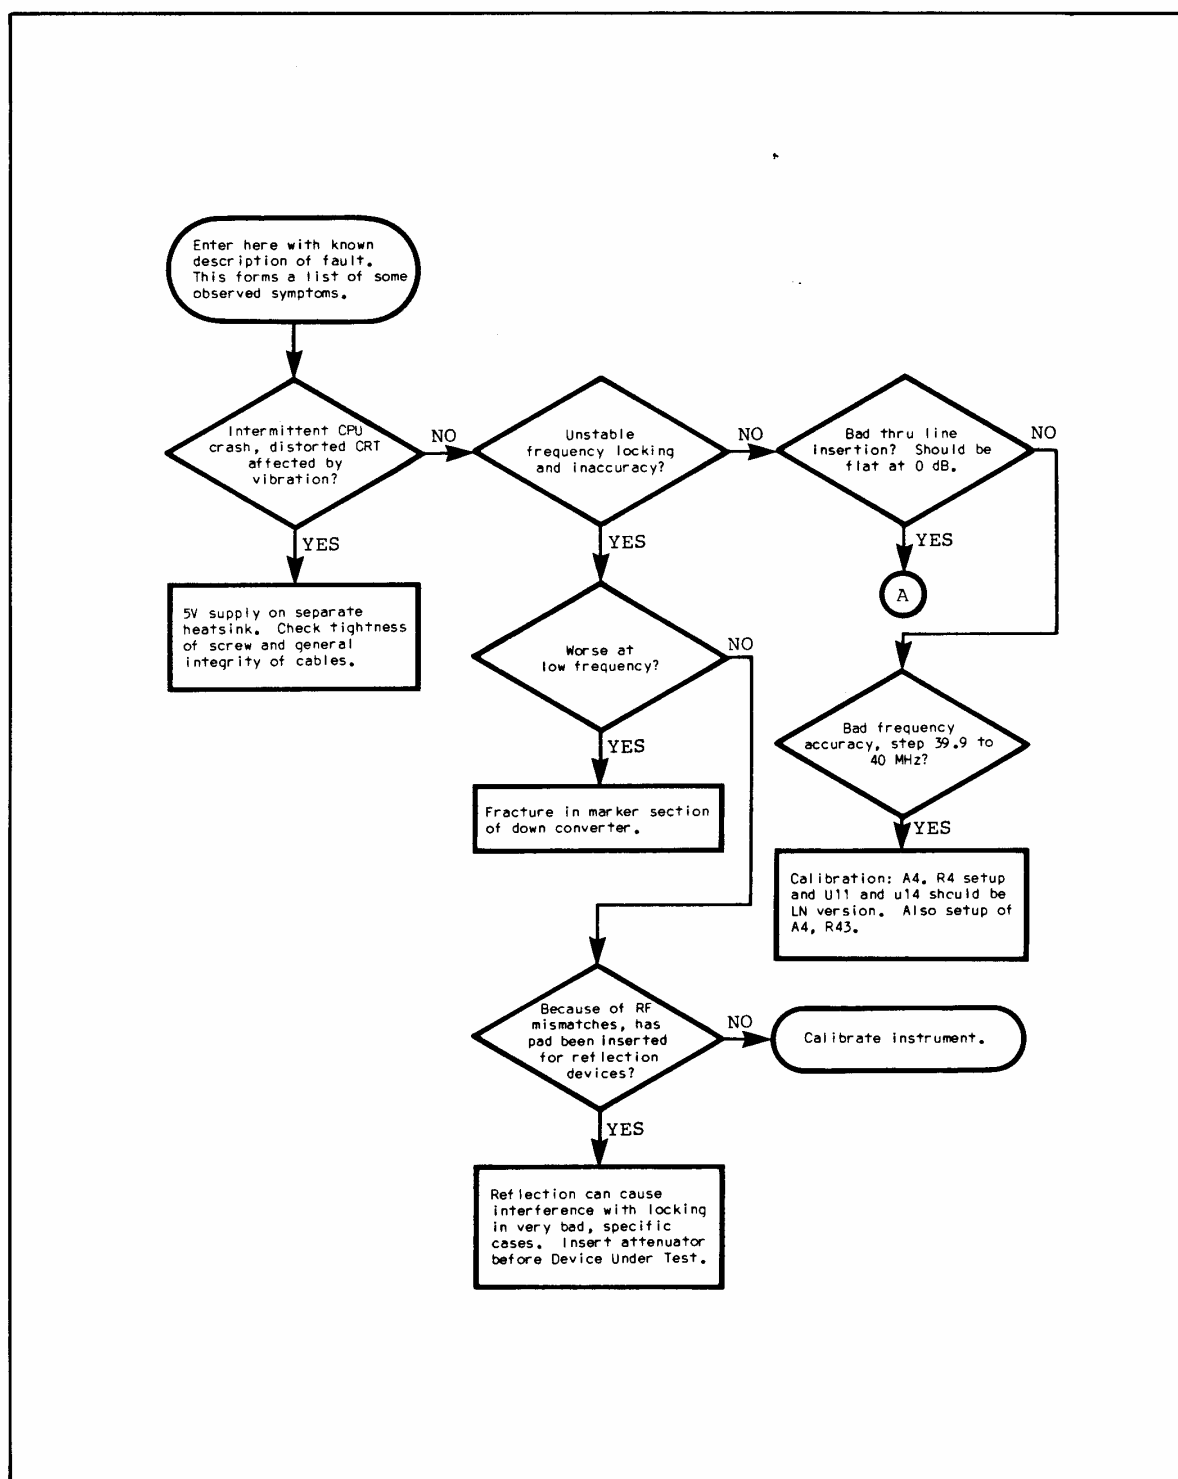 Enter here with known
description of fault.
This forms a list of some
observed symptoms.
Intermittent CPU
crash, distorted CRT
affected by
vibration?
NO
Unstable
frequency locking
and inaccuracy?
NO
Bad thru line
insertion? Should be
flat at 0 dB.
NO
YES
YES
YES
A
5V supply on separate
heatsink. Check tightness
of screw and general
integrity of cables.
Worse at
low frequency?
NO
Bad frequency
accuracy, step 39.9 to
40 MHz?
YES
YES
Fracture in marker section
of down converter.
Calibration: A4. R4 setup
and U11 and u14 should be
LN version. Also setup of
A4, R43.
Because of RF
mismatches, has
pad been inserted
for reflection
devices?
NO
Calibrate instrument.
YES
Reflection can cause
interference with locking
in very bad, specific
cases. Insert attenuator
before Device Under Test.